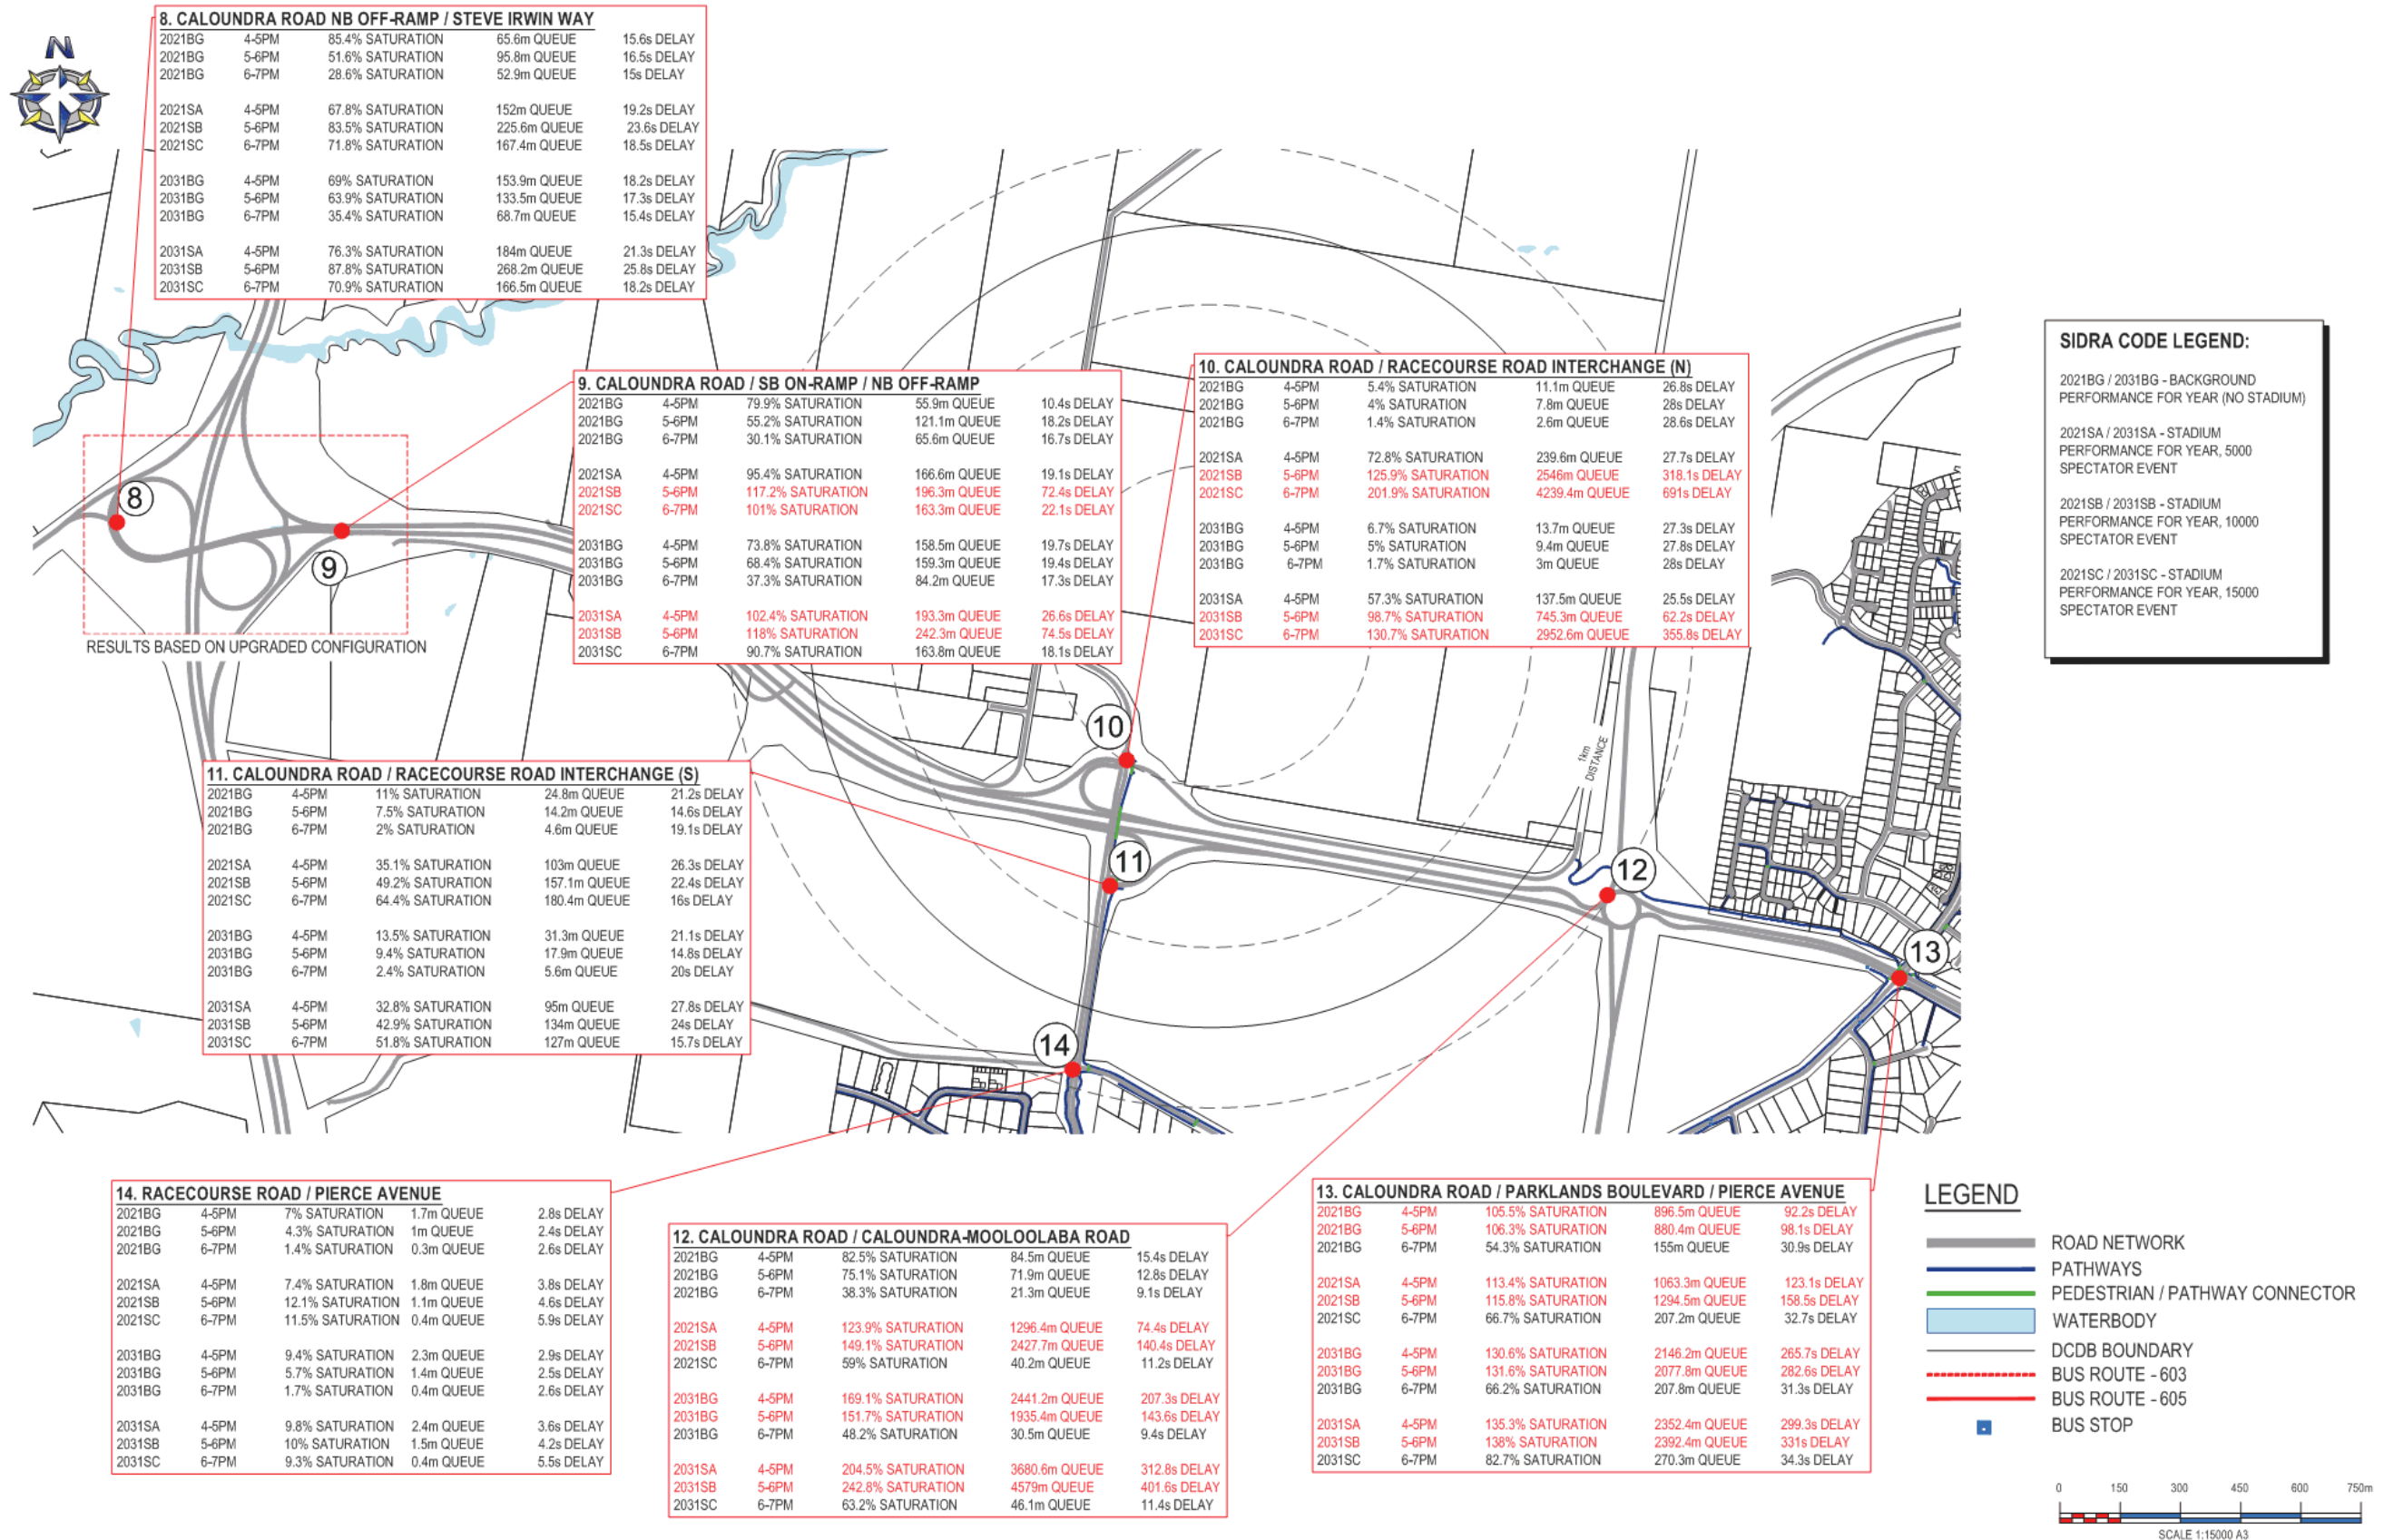 N
8. CALOUNDRA ROAD NB OFF-RAMP / STEVE IRWIN WAY
2021BG 4-5PM 85.4% SATURATION 65.6m QUEUE 15.6s DELAY
2021BG 5-6PM 51.6% SATURATION 95.8m QUEUE 16.5s DELAY
2021BG 6-7PM 28.6% SATURATION 52.9m QUEUE 15s DELAY
2021SA 4-5PM 67.8% SATURATION 152m QUEUE 19.2s DELAY
2021SB 5-6PM 83.5% SATURATION 225.6m QUEUE 23.6s DELAY
2021SC 6-7PM 71.8% SATURATION 167.4m QUEUE 18.5s DELAY
2031BG 4-5PM 69% SATURATION 153.9m QUEUE 18.2s DELAY
2031BG 5-6PM 63.9% SATURATION 133.5m QUEUE 17.3s DELAY
2031BG 6-7PM 35.4% SATURATION 68.7m QUEUE 15.4s DELAY
2031SA 4-5PM 76.3% SATURATION 184m QUEUE 21.3s DELAY
2031SB 5-6PM 87.8% SATURATION 268.2m QUEUE 25.8s DELAY
2031SC 6-7PM 70.9% SATURATION 166.5m QUEUE 18.2s DELAY
9. CALOUNDRA ROAD / SB ON-RAMP / NB OFF-RAMP
2021BG 4-5PM 79.9% SATURATION 55.9m QUEUE 10.4s DELAY
2021BG 5-6PM 55.2% SATURATION 121.1m QUEUE 18.2s DELAY
2021BG 6-7PM 30.1% SATURATION 65.6m QUEUE 16.7s DELAY
2021SA 4-5PM 95.4% SATURATION 166.6m QUEUE 19.1s DELAY
2021SB 5-6PM 117.2% SATURATION 196.3m QUEUE 72.4s DELAY
2021SC 6-7PM 101% SATURATION 163.3m QUEUE 22.1s DELAY
2031BG 4-5PM 73.8% SATURATION 158.5m QUEUE 19.7s DELAY
2031BG 5-6PM 68.4% SATURATION 159.3m QUEUE 19.4s DELAY
2031BG 6-7PM 37.3% SATURATION 84.2m QUEUE 17.3s DELAY
2031SA 4-5PM 102.4% SATURATION 193.3m QUEUE 26.6s DELAY
2031SB 5-6PM 118% SATURATION 242.3m QUEUE 74.5s DELAY
2031SC 6-7PM 90.7% SATURATION 163.8m QUEUE 18.1s DELAY
10. CALOUNDRA ROAD / RACECOURSE ROAD INTERCHANGE (N)
2021BG 4-5PM 5.4% SATURATION 11.1m QUEUE 26.8s DELAY
2021BG 5-6PM 4% SATURATION 7.8m QUEUE 28s DELAY
2021BG 6-7PM 1.4% SATURATION 2.6m QUEUE 28.6s DELAY
2021SA 4-5PM 72.8% SATURATION 239.6m QUEUE 27.7s DELAY
2021SB 5-6PM 125.9% SATURATION 2546m QUEUE 318.1s DELAY
2021SC 6-7PM 201.9% SATURATION 4239.4m QUEUE 691s DELAY
2031BG 4-5PM 6.7% SATURATION 13.7m QUEUE 27.3s DELAY
2031BG 5-6PM 5% SATURATION 9.4m QUEUE 27.8s DELAY
2031BG 6-7PM 1.7% SATURATION 3m QUEUE 28s DELAY
2031SA 4-5PM 57.3% SATURATION 137.5m QUEUE 25.5s DELAY
2031SB 5-6PM 98.7% SATURATION 745.3m QUEUE 62.2s DELAY
2031SC 6-7PM 130.7% SATURATION 2952.6m QUEUE 355.8s DELAY
SIDRA CODE LEGEND:
2021BG / 2031BG - BACKGROUND
PERFORMANCE FOR YEAR (NO STADIUM)
2021SA / 2031SA - STADIUM
PERFORMANCE FOR YEAR, 5000
SPECTATOR EVENT
2021SB / 2031SB - STADIUM
PERFORMANCE FOR YEAR, 10000
SPECTATOR EVENT
2021SC / 2031SC - STADIUM
PERFORMANCE FOR YEAR, 15000
SPECTATOR EVENT
8
9
RESULTS BASED ON UPGRADED CONFIGURATION
10
1km
DISTANCE
11
12
13
14
11. CALOUNDRA ROAD / RACECOURSE ROAD INTERCHANGE (S)
2021BG 4-5PM 11% SATURATION 24.8m QUEUE 21.2s DELAY
2021BG 5-6PM 7.5% SATURATION 14.2m QUEUE 14.6s DELAY
2021BG 6-7PM 2% SATURATION 4.6m QUEUE 19.1s DELAY
2021SA 4-5PM 35.1% SATURATION 103m QUEUE 26.3s DELAY
2021SB 5-6PM 49.2% SATURATION 157.1m QUEUE 22.4s DELAY
2021SC 6-7PM 64.4% SATURATION 180.4m QUEUE 16s DELAY
2031BG 4-5PM 13.5% SATURATION 31.3m QUEUE 21.1s DELAY
2031BG 5-6PM 9.4% SATURATION 17.9m QUEUE 14.8s DELAY
2031BG 6-7PM 2.4% SATURATION 5.6m QUEUE 20s DELAY
2031SA 4-5PM 32.8% SATURATION 95m QUEUE 27.8s DELAY
2031SB 5-6PM 42.9% SATURATION 134m QUEUE 24s DELAY
2031SC 6-7PM 51.8% SATURATION 127m QUEUE 15.7s DELAY
14. RACECOURSE ROAD / PIERCE AVENUE
2021BG 4-5PM 7% SATURATION 1.7m QUEUE 2.8s DELAY
2021BG 5-6PM 4.3% SATURATION 1m QUEUE 2.4s DELAY
2021BG 6-7PM 1.4% SATURATION 0.3m QUEUE 2.6s DELAY
2021SA 4-5PM 7.4% SATURATION 1.8m QUEUE 3.8s DELAY
2021SB 5-6PM 12.1% SATURATION 1.1m QUEUE 4.6s DELAY
2021SC 6-7PM 11.5% SATURATION 0.4m QUEUE 5.9s DELAY
2031BG 4-5PM 9.4% SATURATION 2.3m QUEUE 2.9s DELAY
2031BG 5-6PM 5.7% SATURATION 1.4m QUEUE 2.5s DELAY
2031BG 6-7PM 1.7% SATURATION 0.4m QUEUE 2.6s DELAY
2031SA 4-5PM 9.8% SATURATION 2.4m QUEUE 3.6s DELAY
2031SB 5-6PM 10% SATURATION 1.5m QUEUE 4.2s DELAY
2031SC 6-7PM 9.3% SATURATION 0.4m QUEUE 5.5s DELAY
12. CALOUNDRA ROAD / CALOUNDRA-MOOLOOLABA ROAD
2021BG 4-5PM 82.5% SATURATION 84.5m QUEUE 15.4s DELAY
2021BG 5-6PM 75.1% SATURATION 71.9m QUEUE 12.8s DELAY
2021BG 6-7PM 38.3% SATURATION 21.3m QUEUE 9.1s DELAY
2021SA 4-5PM 123.9% SATURATION 1296.4m QUEUE 74.4s DELAY
2021SB 5-6PM 149.1% SATURATION 2427.7m QUEUE 140.4s DELAY
2021SC 6-7PM 59% SATURATION 40.2m QUEUE 11.2s DELAY
2031BG 4-5PM 169.1% SATURATION 2441.2m QUEUE 207.3s DELAY
2031BG 5-6PM 151.7% SATURATION 1935.4m QUEUE 143.6s DELAY
2031BG 6-7PM 48.2% SATURATION 30.5m QUEUE 9.4s DELAY
2031SA 4-5PM 204.5% SATURATION 3680.6m QUEUE 312.8s DELAY
2031SB 5-6PM 242.8% SATURATION 4579m QUEUE 401.6s DELAY
2031SC 6-7PM 63.2% SATURATION 46.1m QUEUE 11.4s DELAY
13. CALOUNDRA ROAD / PARKLANDS BOULEVARD / PIERCE AVENUE
2021BG 4-5PM 105.5% SATURATION 896.5m QUEUE 92.2s DELAY
2021BG 5-6PM 106.3% SATURATION 880.4m QUEUE 98.1s DELAY
2021BG 6-7PM 54.3% SATURATION 155m QUEUE 30.9s DELAY
2021SA 4-5PM 113.4% SATURATION 1063.3m QUEUE 123.1s DELAY
2021SB 5-6PM 115.8% SATURATION 1294.5m QUEUE 158.5s DELAY
2021SC 6-7PM 66.7% SATURATION 207.2m QUEUE 32.7s DELAY
2031BG 4-5PM 130.6% SATURATION 2146.2m QUEUE 265.7s DELAY
2031BG 5-6PM 131.6% SATURATION 2077.8m QUEUE 282.6s DELAY
2031BG 6-7PM 66.2% SATURATION 207.8m QUEUE 31.3s DELAY
2031SA 4-5PM 135.3% SATURATION 2352.4m QUEUE 299.3s DELAY
2031SB 5-6PM 138% SATURATION 2392.4m QUEUE 331s DELAY
2031SC 6-7PM 82.7% SATURATION 270.3m QUEUE 34.3s DELAY
LEGEND
ROAD NETWORK
PATHWAYS
PEDESTRIAN / PATHWAY CONNECTOR
WATERBODY
DCDB BOUNDARY
BUS ROUTE - 603
BUS ROUTE - 605
BUS STOP
0 150 300 450 600 750m
SCALE 1:15000 A3